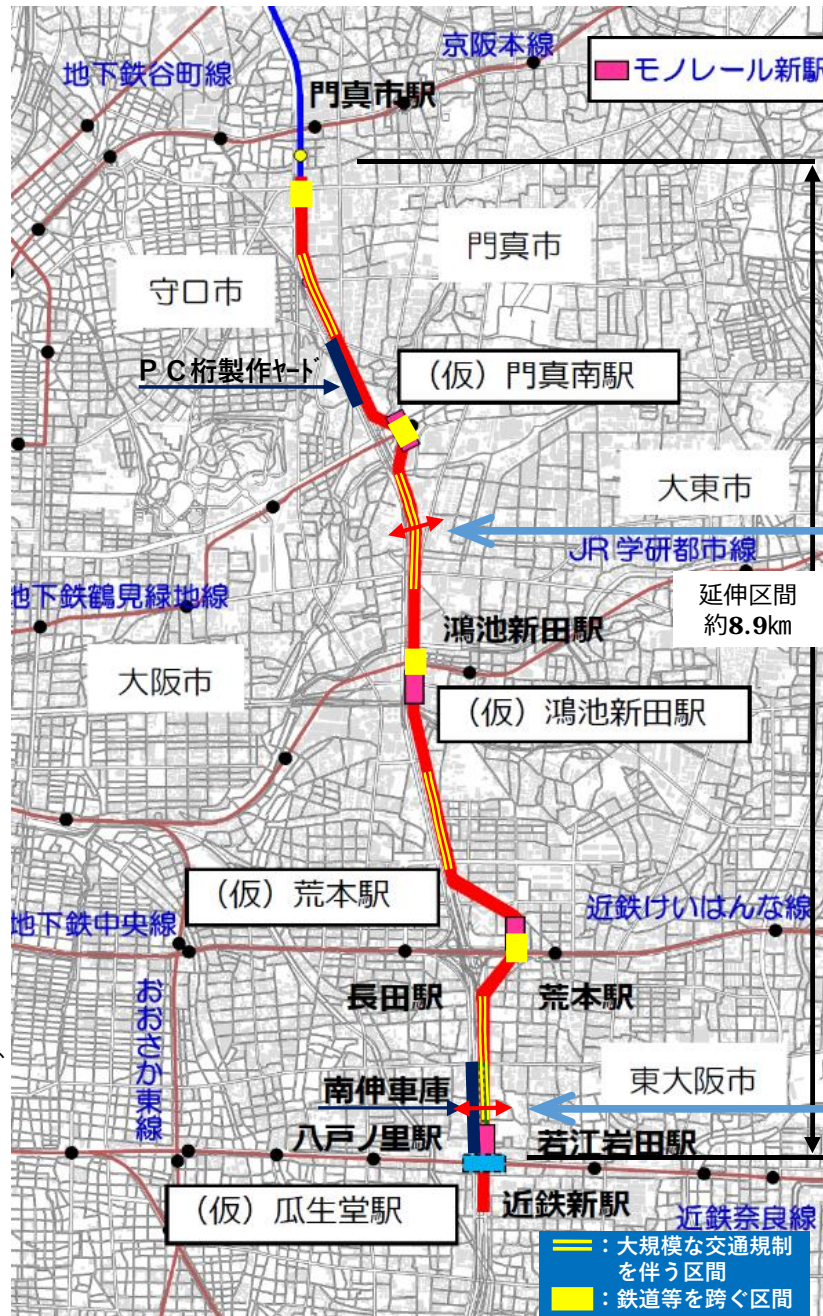 京阪本線
地下鉄谷町線
モノレール新駅
門真市駅
門真市
守口市
ＰＣ桁製作ヤード
（仮）門真南駅
大東市
JR学研都市線
地下鉄鶴見緑地線
延伸区間
約8.9㎞
鴻池新田駅
大阪市
（仮）鴻池新田駅
（仮）荒本駅
近鉄けいはんな線
地下鉄中央線
長田駅
荒本駅
おおさか東線
東大阪市
南伸車庫
八戸ノ里駅
若江岩田駅
（仮）瓜生堂駅
近鉄新駅
近鉄奈良線
：大規模な交通規制
を伴う区間
：鉄道等を跨ぐ区間